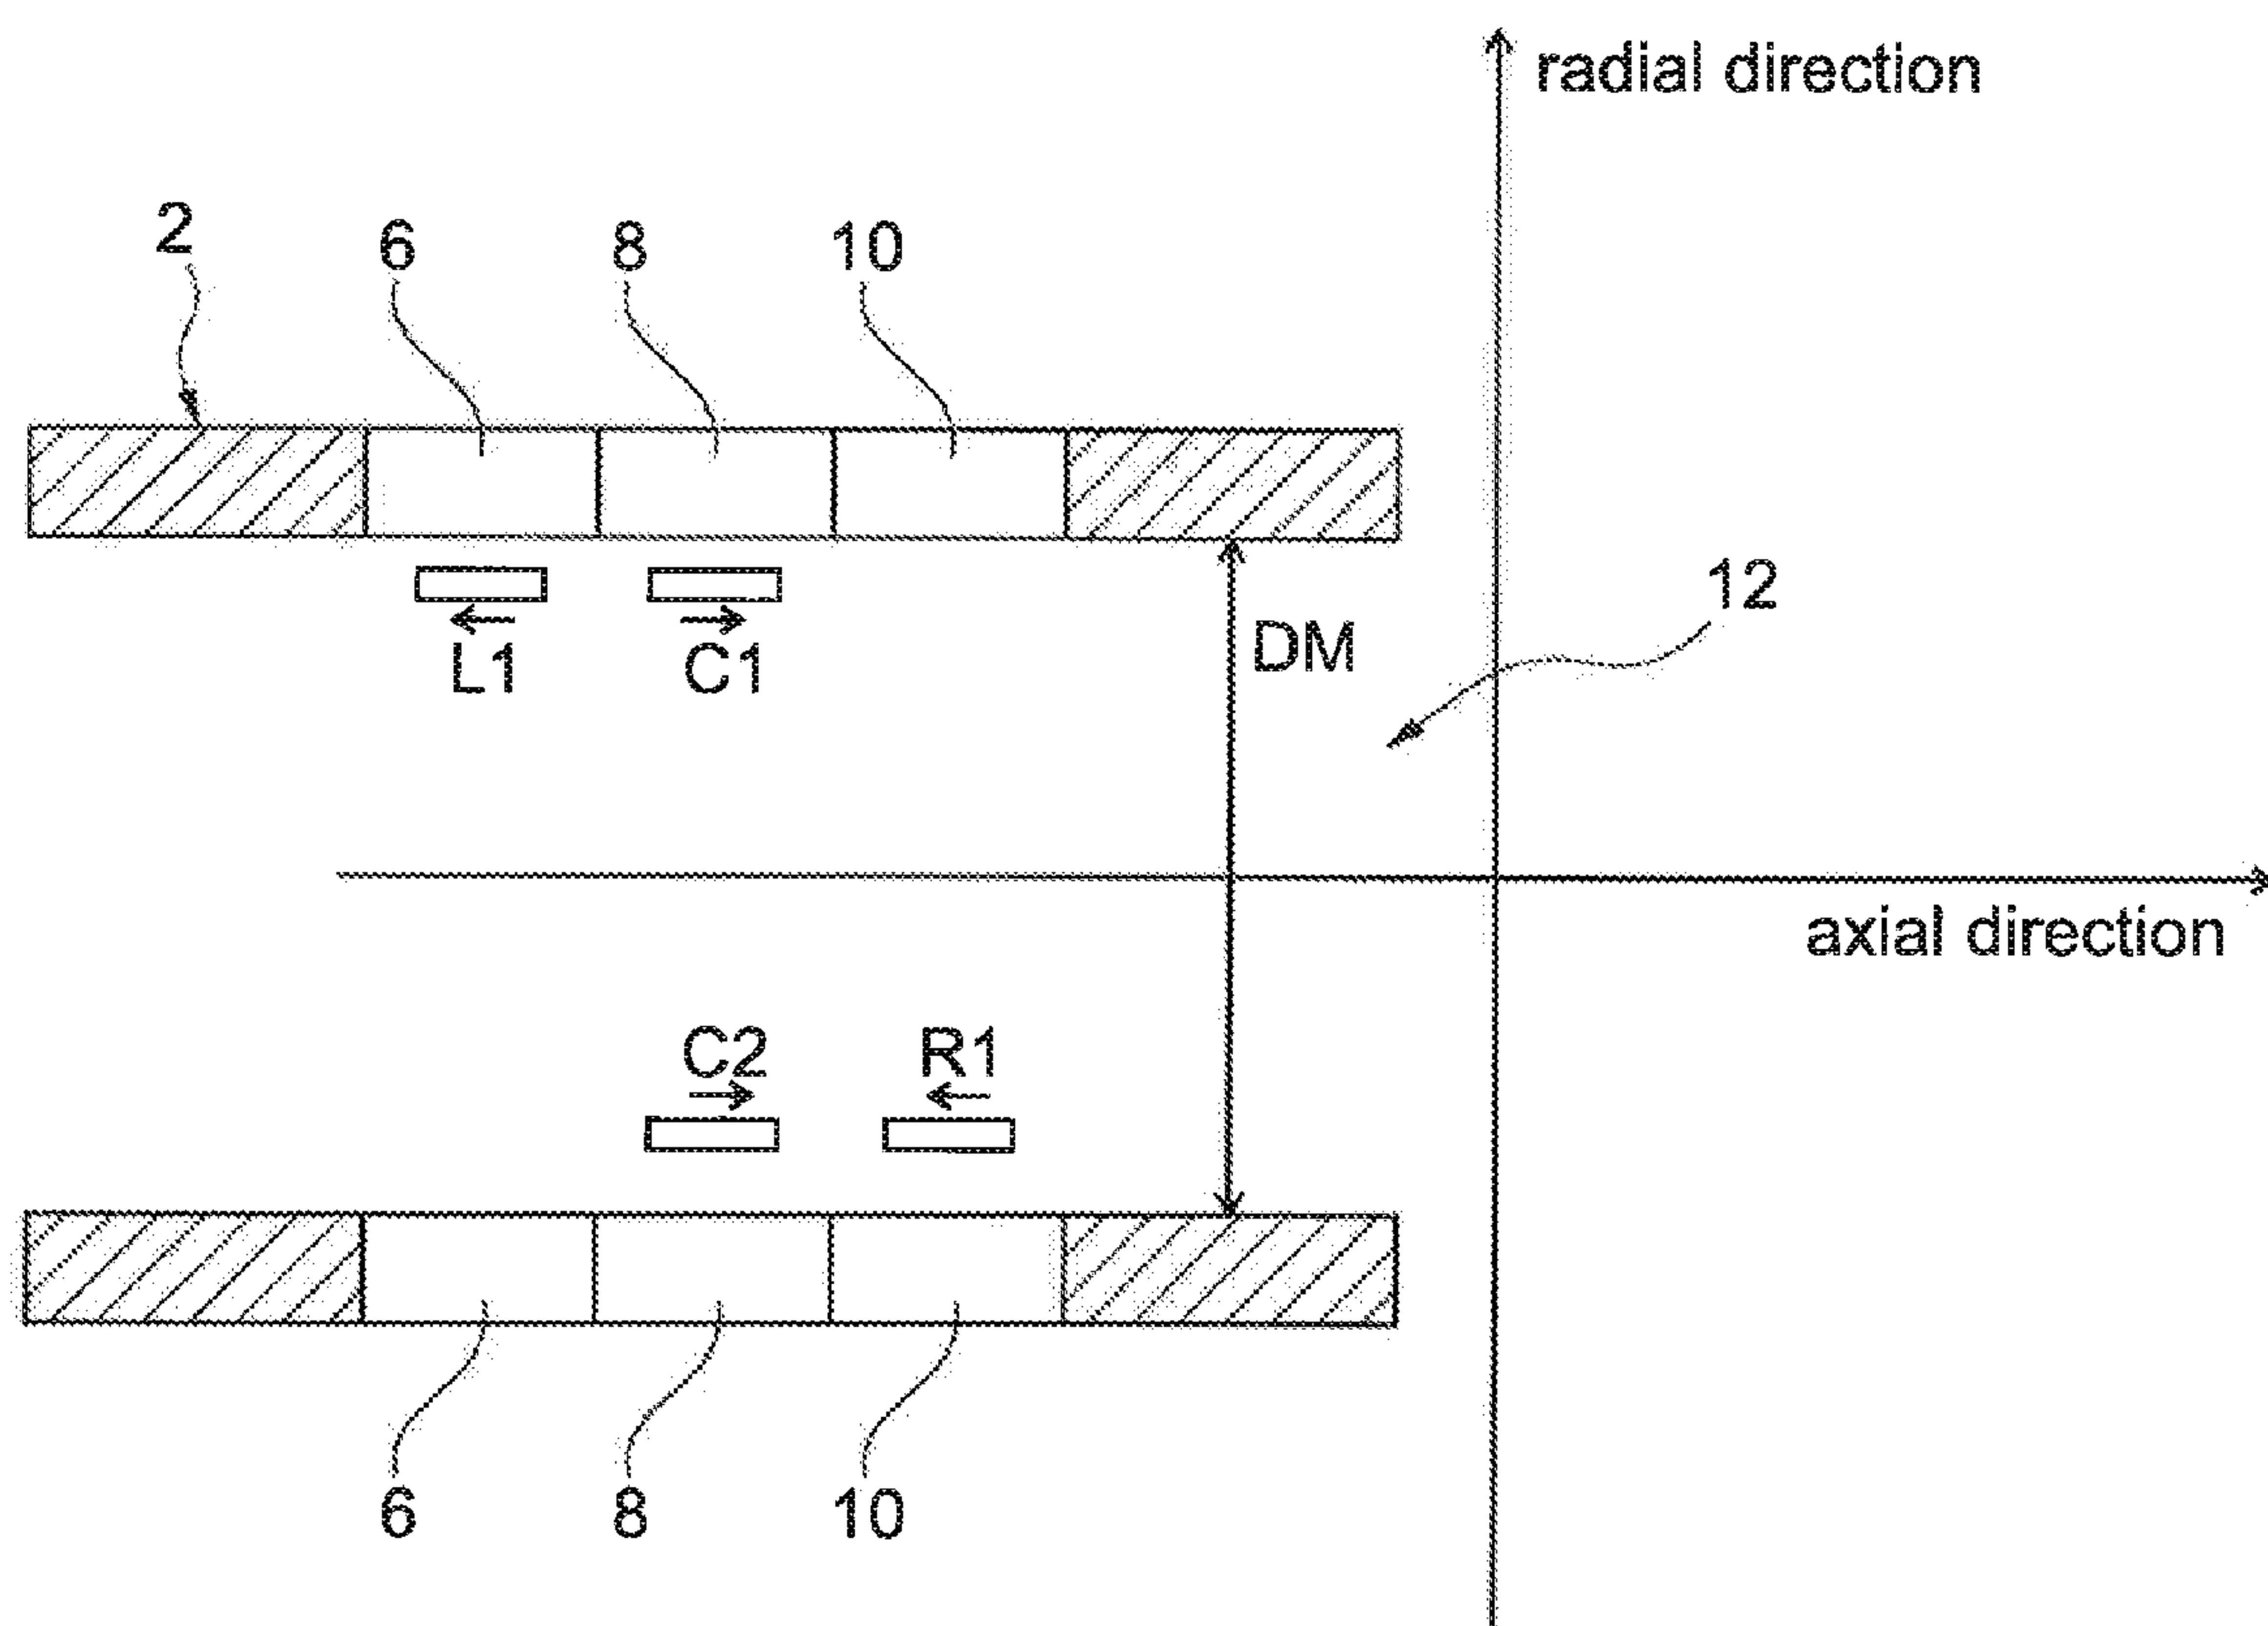 radial direction
2
6
8
10
12
L1
C1
DM
axial direction
C2
R1
6
8
10